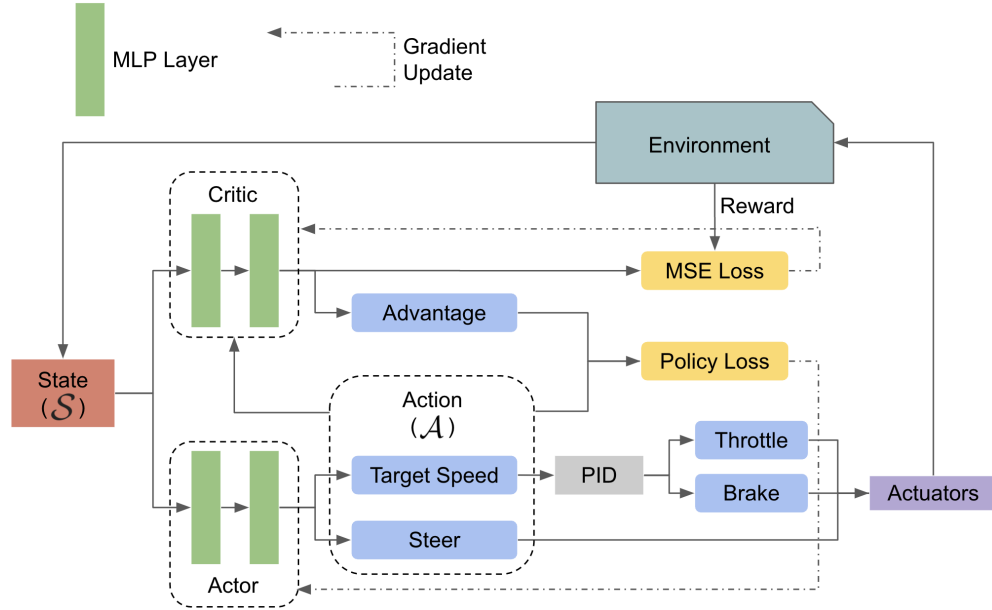 MLP Layer
Gradient
Update
Environment
Critic
Reward
MSE Loss
Advantage
Policy Loss
State
(𝒮)
Action
(𝒜)
Throttle
Target Speed
PID
Brake
Actuators
Steer
Actor